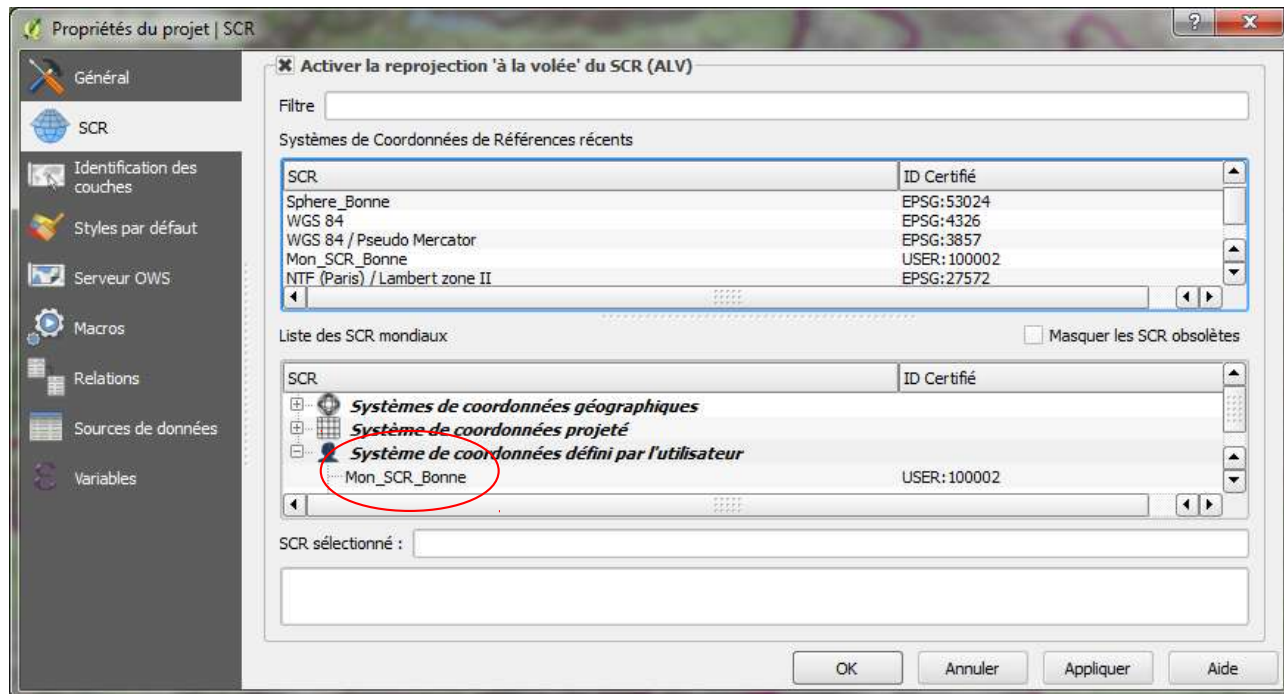 Propriétés du projet | SCR
Général
SCR
Identification des
couches
Styles par défaut
Serveur OWS
Macros
Relations
Sources de données
Variables
Activer la reprojection 'à la volée' du SCR (ALV)
Filtre
Systèmes de Coordonnées de Références récents
SCR ID Certifié
Sphere_Bonne EPSG:53024
WGS 84 EPSG:4326
WGS 84 / Pseudo Mercator EPSG:3857
Mon_SCR_Bonne USER:100002
NTF (Paris) / Lambert zone II EPSG:27572
Liste des SCR mondiaux Masquer les SCR obsolètes
SCR ID Certifié
Systèmes de coordonnées géographiques
Système de coordonnées projeté
Système de coordonnées défini par l'utilisateur
Mon_SCR_Bonne USER:100002
SCR sélectionné :
OK Annuler Appliquer Aide